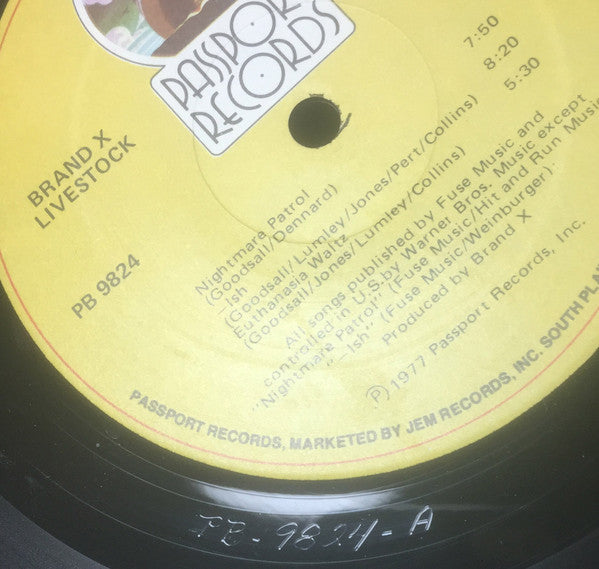 PASSPOR
RECORDS
BRAND X
LIVESTOCK
PB 9824
7:50
8:20
5:30
Nightmare Patrol
(Goodsall/Dennard)
—Ish
(Goodsall/Lumley/Jones/Pert/Collins)
Euthanasia Waltz
(Goodsall/Jones/Lumley/Collins)
All songs published by Fuse Music and
controlled in U.S. by Warner Bros. Music except
"Nightmare Patrol" (Fuse Music/Hit and Run Music
"—Ish" (Fuse Music/Weinburger).
Produced by Brand X
Ⓟ 1977 Passport Records, Inc.
PASSPORT RECORDS, MARKETED BY JEM RECORDS, INC. SOUTH PLA
PB-9824-A